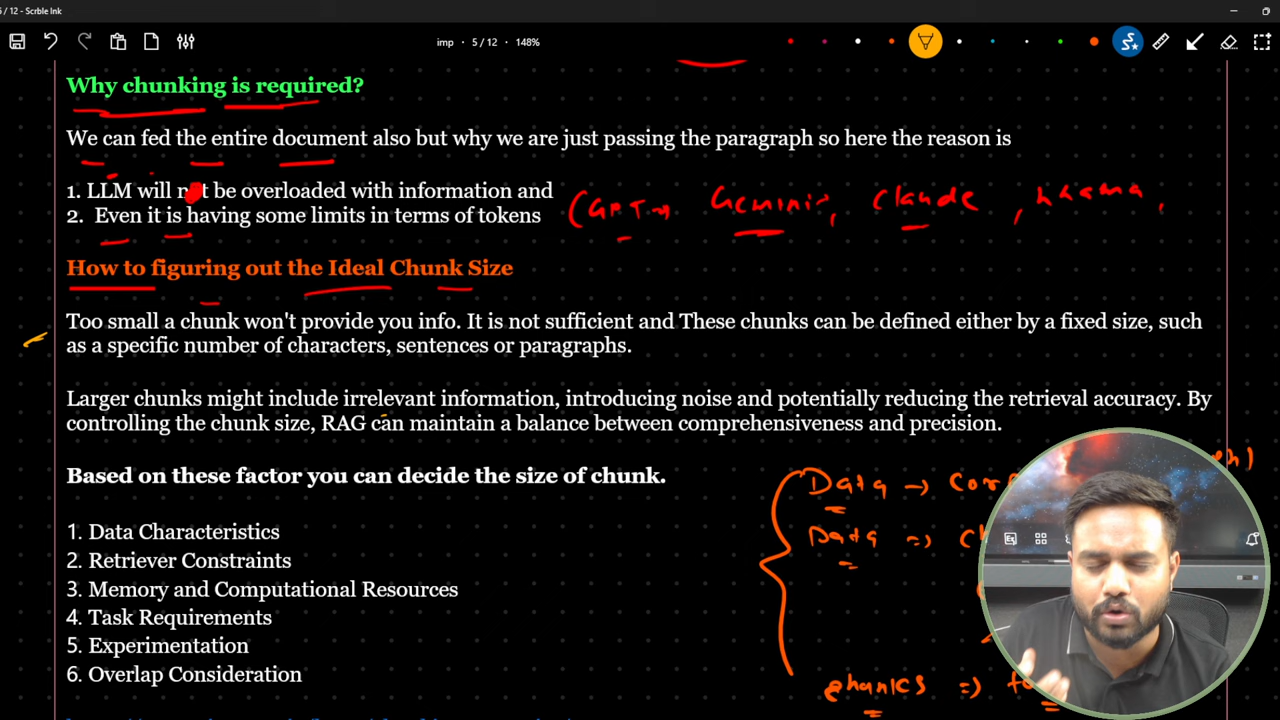 / 12 - Scrble Ink
imp · 5 / 12 · 148%
Why chunking is required?
We can fed the entire document also but why we are just passing the paragraph so here the reason is
1. LLM will not be overloaded with information and
2. Even it is having some limits in terms of tokens
(GPT, Gemini, Claude,
How to figuring out the Ideal Chunk Size
Too small a chunk won't provide you info. It is not sufficient and These chunks can be defined either by a fixed size, such
as a specific number of characters, sentences or paragraphs.
Larger chunks might include irrelevant information, introducing noise and potentially reducing the retrieval accuracy. By
controlling the chunk size, RAG can maintain a balance between comprehensiveness and precision.
Based on these factor you can decide the size of chunk.
Data →
Data ⇒
1. Data Characteristics
2. Retriever Constraints
3. Memory and Computational Resources
4. Task Requirements
5. Experimentation
6. Overlap Consideration